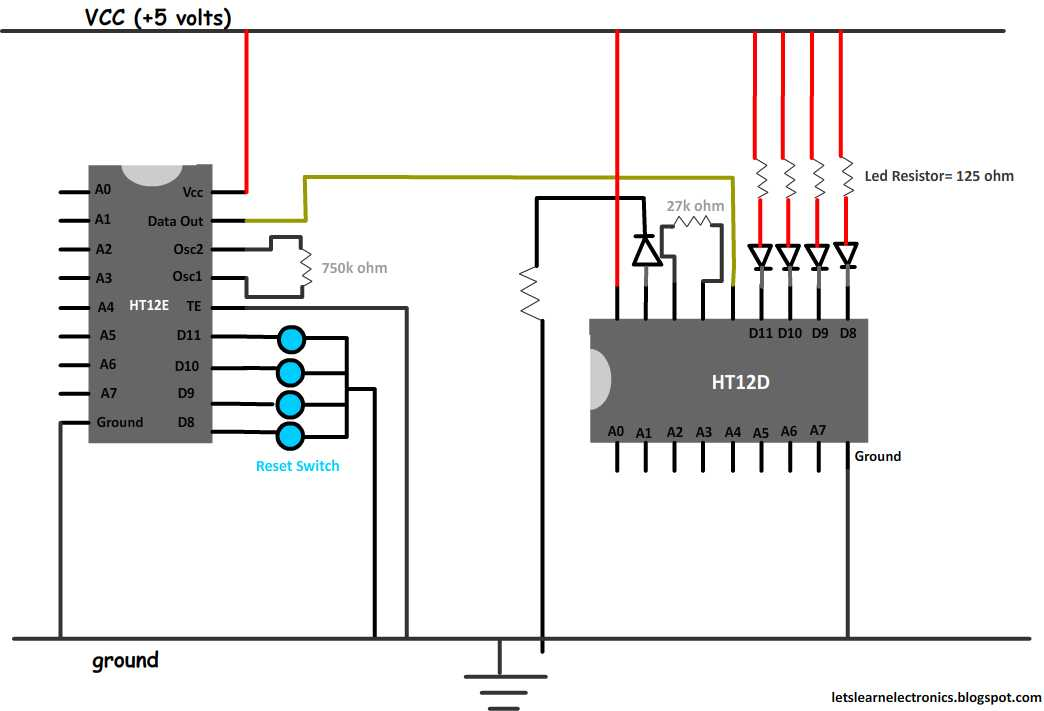 VCC (+5 volts)
A0
Vcc
A1
Data Out
A2
Osc2
A3
Osc1
750k ohm
A4
HT12E
TE
A5
D11
A6
D10
A7
D9
Ground
D8
Reset Switch
27k ohm
Led Resistor= 125 ohm
D11 D10 D9 D8
HT12D
A0 A1 A2 A3 A4 A5 A6 A7
Ground
ground
letslearnelectronics.blogspot.com